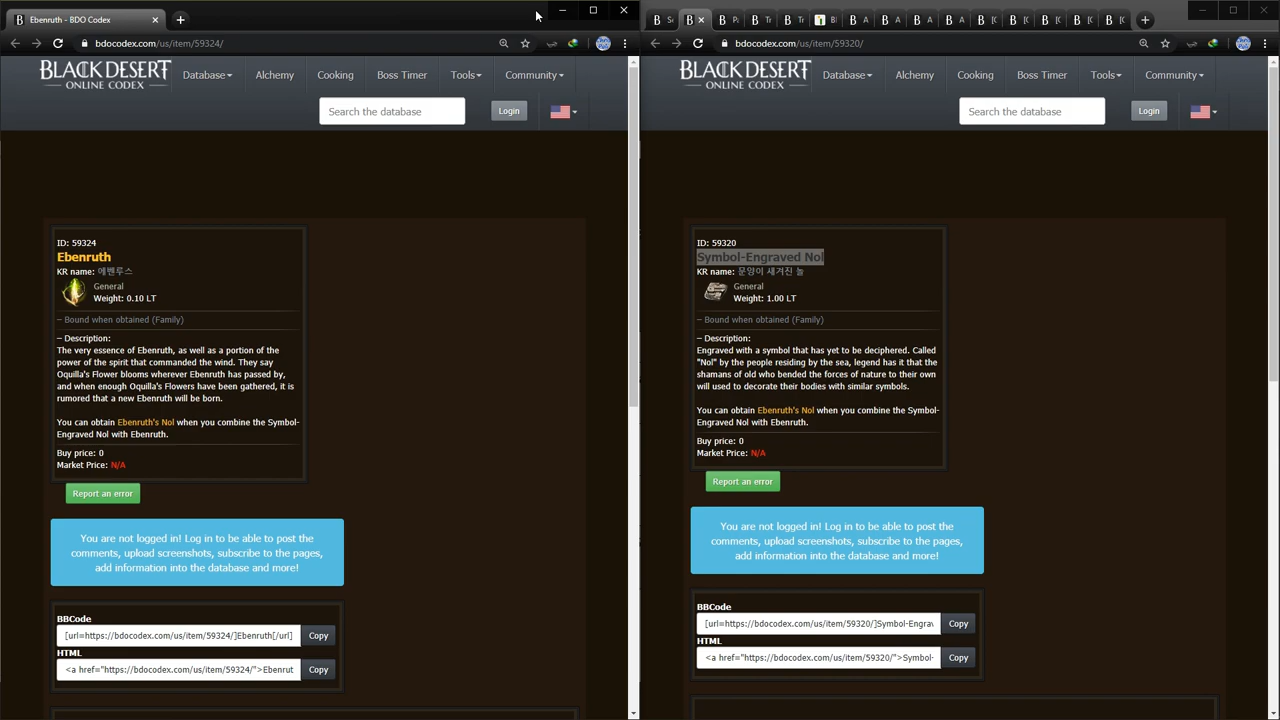 Ebenruth - BDO Codex
bdocodex.com/us/item/59324/
BLACK DESERT
ONLINE CODEX
Database
Alchemy
Cooking
Boss Timer
Tools
Community
Search the database
Login
ID: 59324
Ebenruth
KR name: 에벤루스
General
Weight: 0.10 LT
– Bound when obtained (Family)
– Description:
The very essence of Ebenruth, as well as a portion of the
power of the spirit that commanded the wind. They say
Oquilla's Flower blooms wherever Ebenruth has passed by,
and when enough Oquilla's Flowers have been gathered, it is
rumored that a new Ebenruth will be born.
You can obtain Ebenruth's Nol when you combine the Symbol-
Engraved Nol with Ebenruth.
Buy price: 0
Market Price: N/A
Report an error
You are not logged in! Log in to be able to post the
comments, upload screenshots, subscribe to the pages,
add information into the database and more!
BBCode
[url=https://bdocodex.com/us/item/59324/]Ebenruth[/url]
Copy
HTML
<a href="https://bdocodex.com/us/item/59324/">Ebenrut
Copy
bdocodex.com/us/item/59320/
BLACK DESERT
ONLINE CODEX
Database
Alchemy
Cooking
Boss Timer
Tools
Community
Search the database
Login
ID: 59320
Symbol-Engraved Nol
KR name: 문양이 새겨진 놀
General
Weight: 1.00 LT
– Bound when obtained (Family)
– Description:
Engraved with a symbol that has yet to be deciphered. Called
"Nol" by the people residing by the sea, legend has it that the
shamans of old who bended the forces of nature to their own
will used to decorate their bodies with similar symbols.
You can obtain Ebenruth's Nol when you combine the Symbol-
Engraved Nol with Ebenruth.
Buy price: 0
Market Price: N/A
Report an error
You are not logged in! Log in to be able to post the
comments, upload screenshots, subscribe to the pages,
add information into the database and more!
BBCode
[url=https://bdocodex.com/us/item/59320/]Symbol-Engrav
Copy
HTML
<a href="https://bdocodex.com/us/item/59320/">Symbol-
Copy